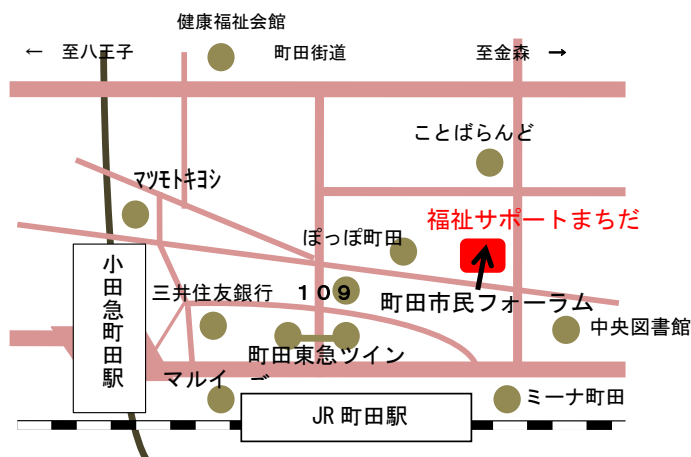 健康福祉会館
← 至八王子
町田街道
至金森 →
ことばらんど
マツモトキヨシ
福祉サポートまちだ
ぽっぽ町田
小田急町田駅
三井住友銀行
109
町田市民フォーラム
中央図書館
町田東急ツイン
マルイ
ミーナ町田
JR 町田駅